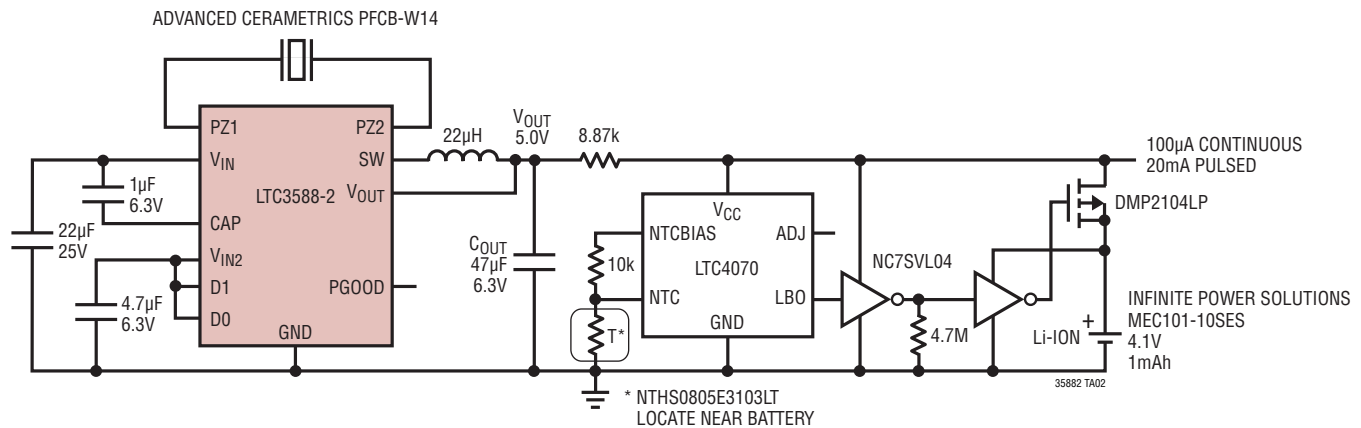 ADVANCED CERAMETRICS PFCB-W14
PZ1
PZ2
VIN
SW
LTC3588-2
VOUT
CAP
VIN2
D1
D0
PGOOD
GND
1µF
6.3V
22µF
25V
4.7µF
6.3V
22µH
VOUT
5.0V
8.87k
COUT
47µF
6.3V
10k
T*
VCC
NTCBIAS
ADJ
LTC4070
NTC
LBO
GND
NC7SVL04
4.7M
100µA CONTINUOUS
20mA PULSED
DMP2104LP
INFINITE POWER SOLUTIONS
MEC101-10SES
4.1V
1mAh
Li-ION
+
35882 TA02
* NTHS0805E3103LT
LOCATE NEAR BATTERY